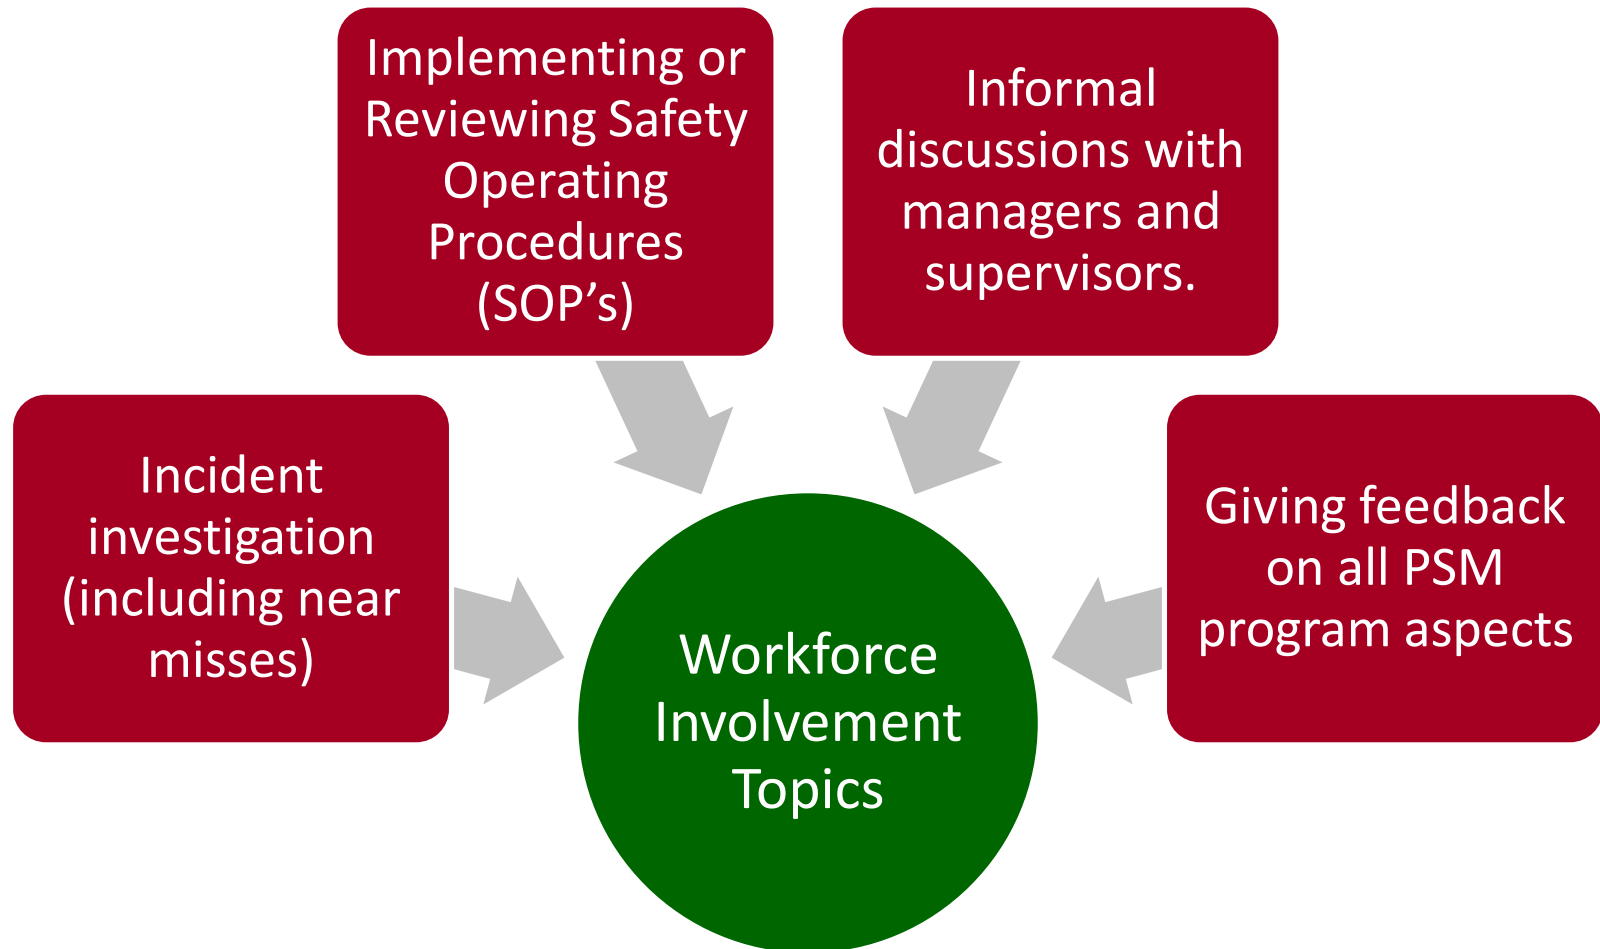 Implementing or
Reviewing Safety
Operating
Procedures
(SOP’s)
Informal
discussions with
managers and
supervisors.
Incident
investigation
(including near
misses)
Giving feedback
on all PSM
program aspects
Workforce
Involvement
Topics